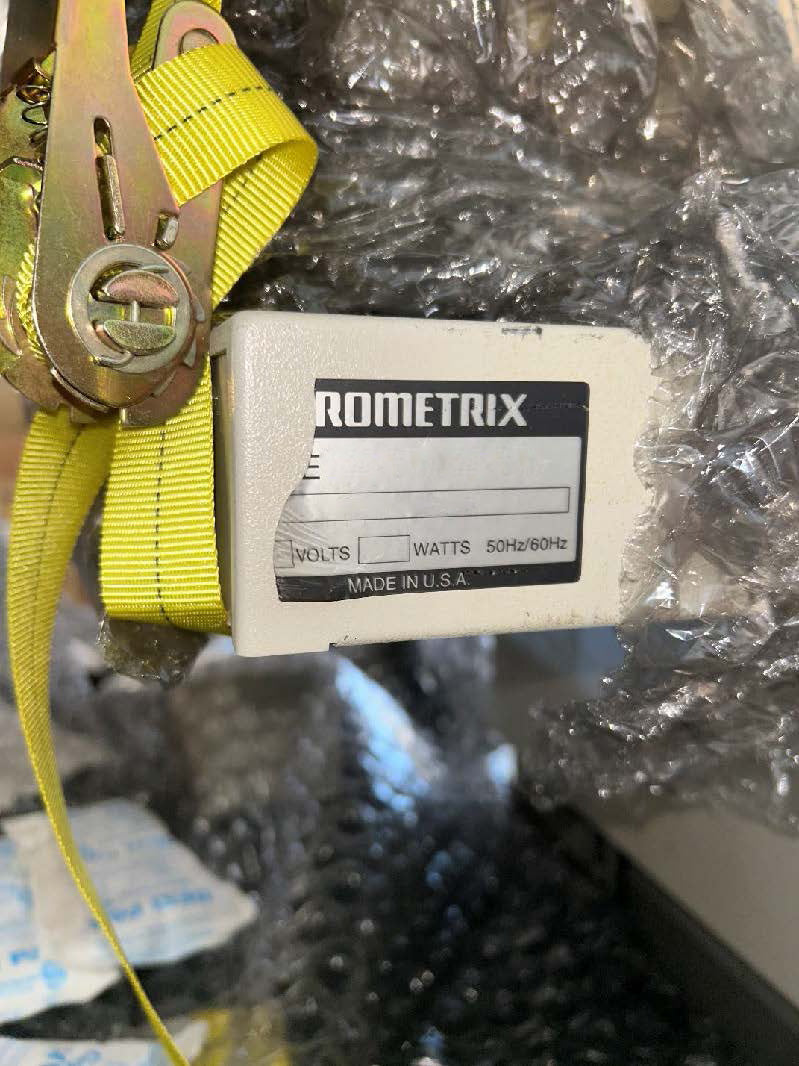 ROMETRIX
E
VOLTS WATTS 50Hz/60Hz
MADE IN U.S.A.